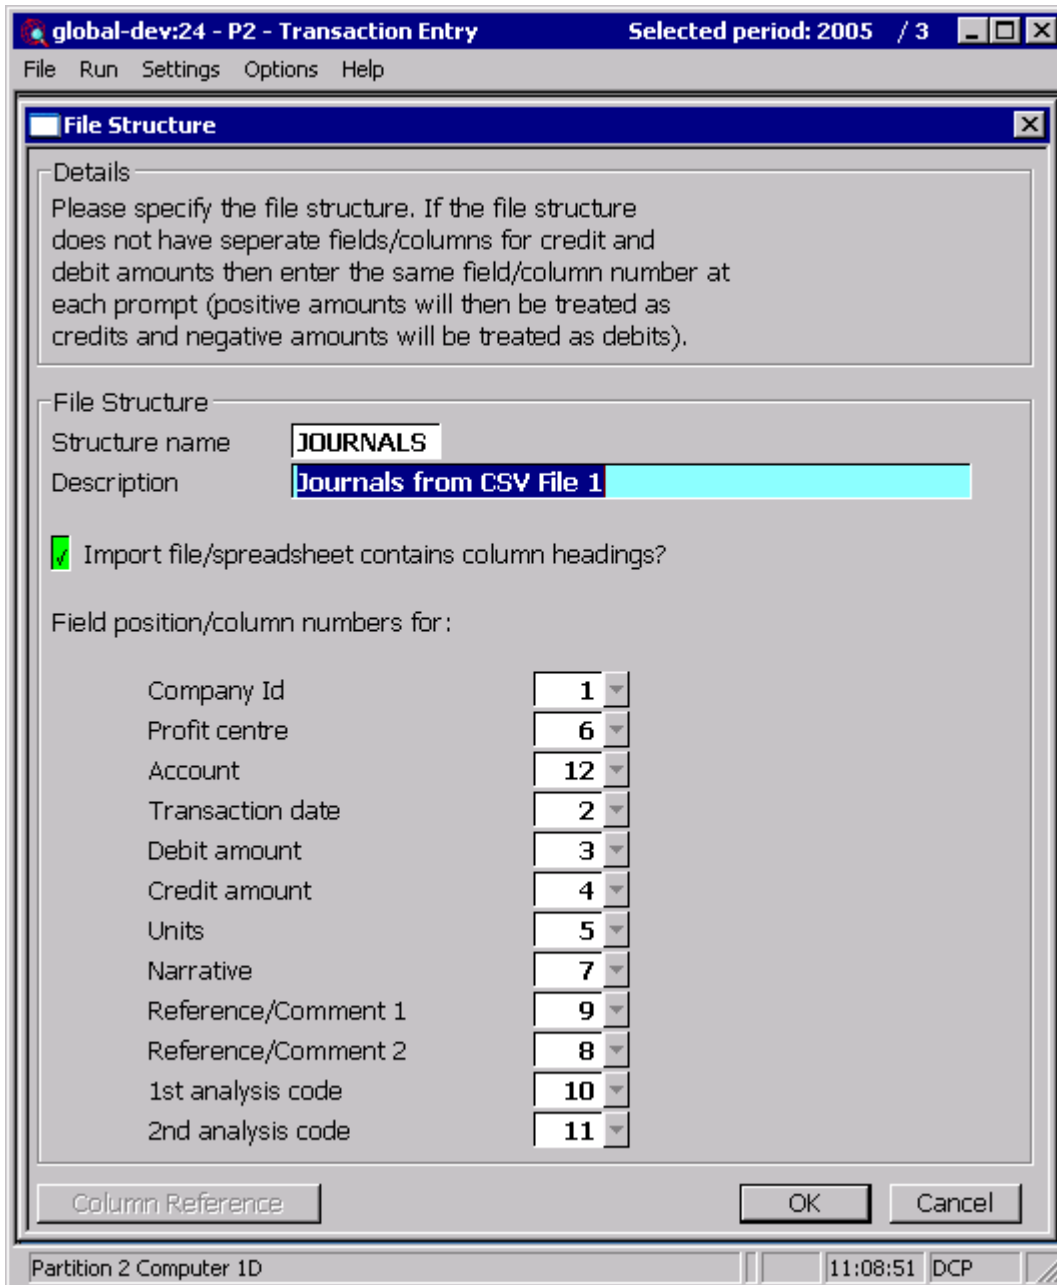 global-dev:24 - P2 - Transaction Entry Selected period: 2005 / 3
File Run Settings Options Help
File Structure
Details
Please specify the file structure. If the file structure
does not have seperate fields/columns for credit and
debit amounts then enter the same field/column number at
each prompt (positive amounts will then be treated as
credits and negative amounts will be treated as debits).
File Structure
Structure name JOURNALS
Description Journals from CSV File 1
Import file/spreadsheet contains column headings?
Field position/column numbers for:
Company Id 1
Profit centre 6
Account 12
Transaction date 2
Debit amount 3
Credit amount 4
Units 5
Narrative 7
Reference/Comment 1 9
Reference/Comment 2 8
1st analysis code 10
2nd analysis code 11
Column Reference OK Cancel
Partition 2 Computer 1D 11:08:51 DCP